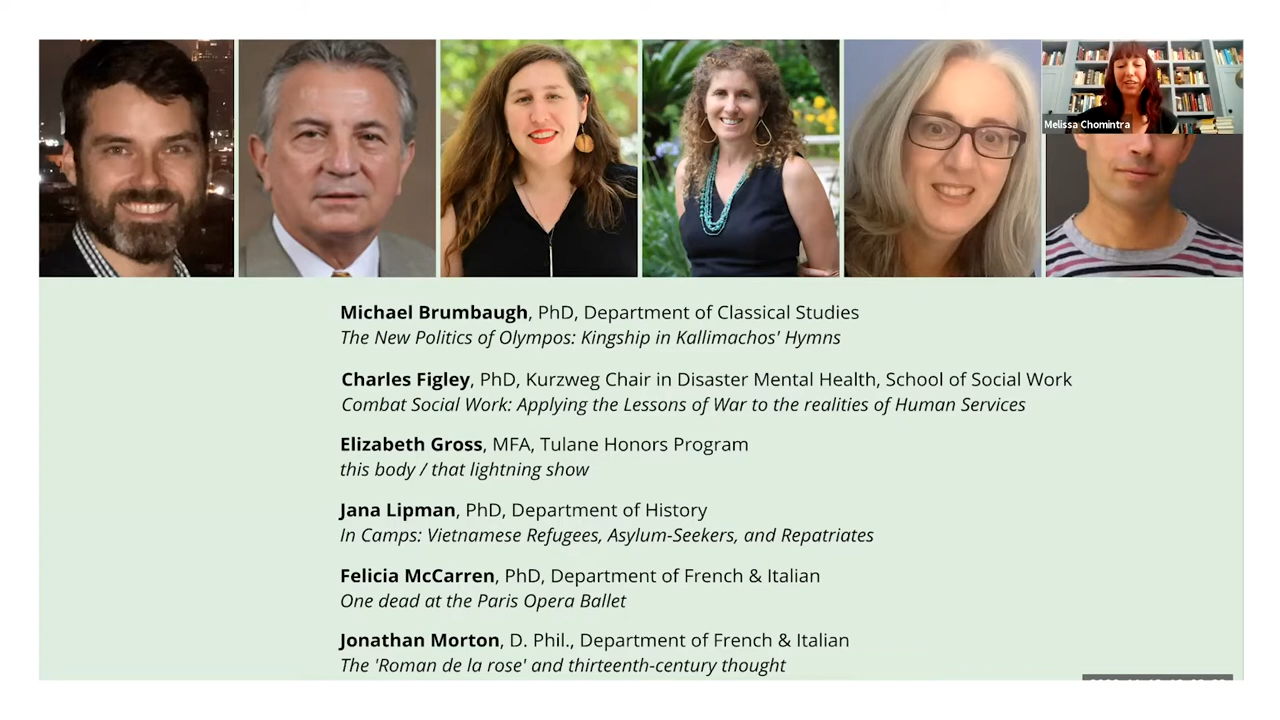 Melissa Chomintra
Michael Brumbaugh, PhD, Department of Classical Studies
The New Politics of Olympos: Kingship in Kallimachos' Hymns
Charles Figley, PhD, Kurzweg Chair in Disaster Mental Health, School of Social Work
Combat Social Work: Applying the Lessons of War to the realities of Human Services
Elizabeth Gross, MFA, Tulane Honors Program
this body / that lightning show
Jana Lipman, PhD, Department of History
In Camps: Vietnamese Refugees, Asylum-Seekers, and Repatriates
Felicia McCarren, PhD, Department of French & Italian
One dead at the Paris Opera Ballet
Jonathan Morton, D. Phil., Department of French & Italian
The 'Roman de la rose' and thirteenth-century thought